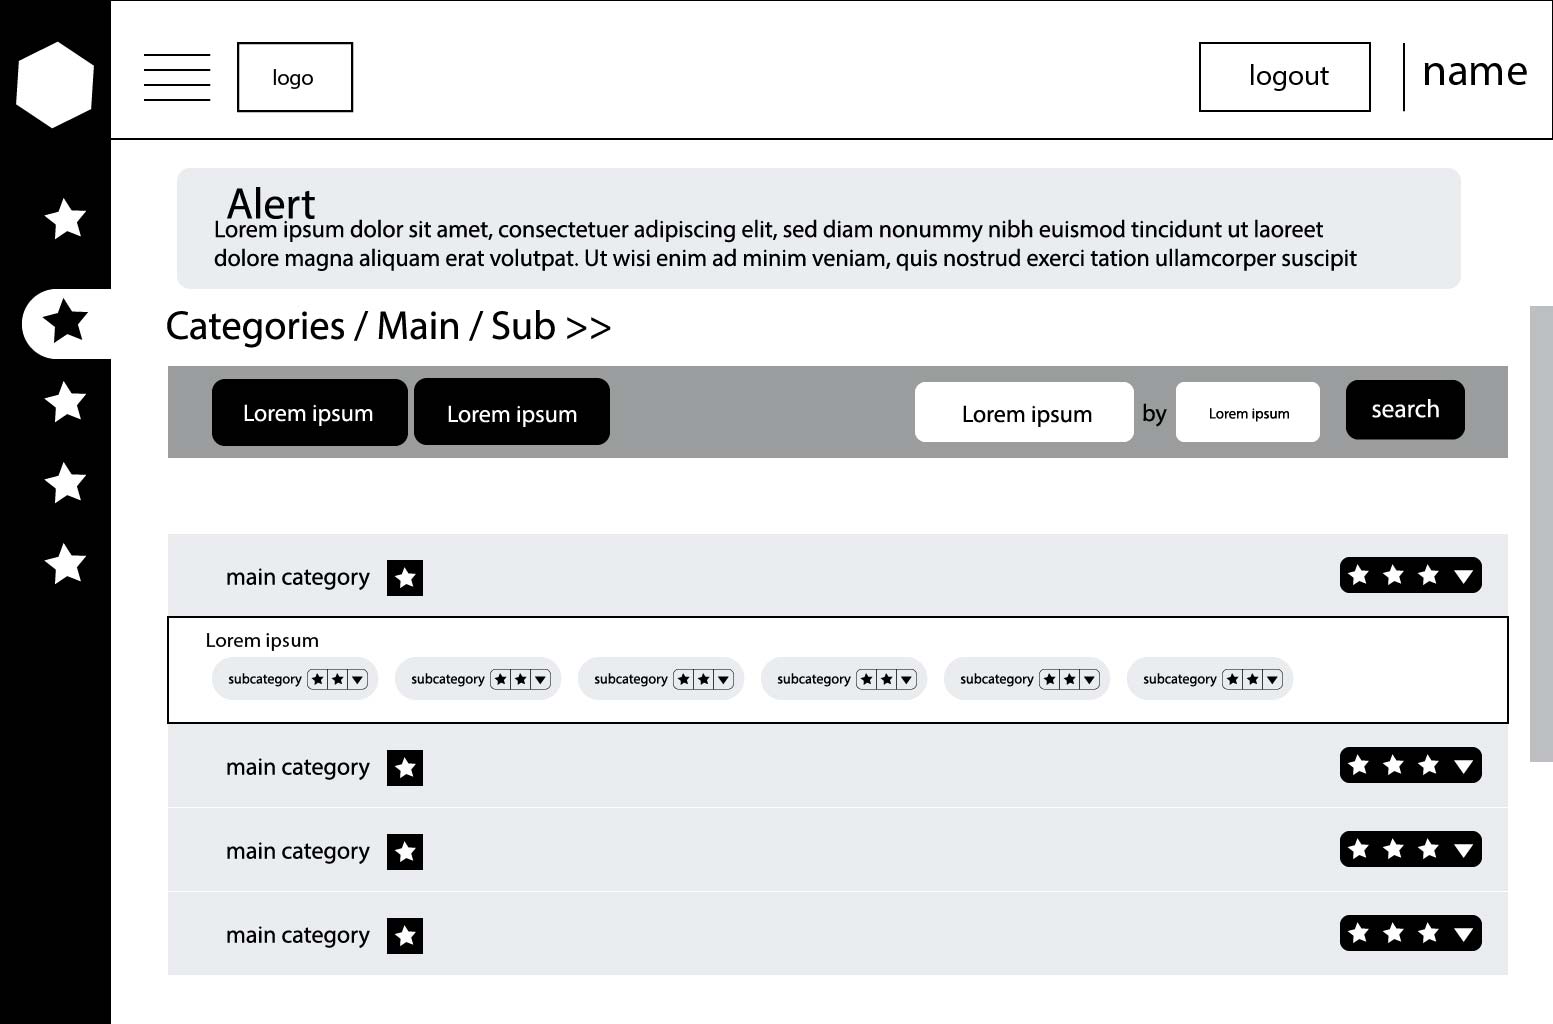 logo
logout
name
Alert
Lorem ipsum dolor sit amet, consectetuer adipiscing elit, sed diam nonummy nibh euismod tincidunt ut laoreet
dolore magna aliquam erat volutpat. Ut wisi enim ad minim veniam, quis nostrud exerci tation ullamcorper suscipit
Categories / Main / Sub >>
Lorem ipsum
Lorem ipsum
Lorem ipsum
by
Lorem ipsum
search
main category
Lorem ipsum
subcategory
subcategory
subcategory
subcategory
subcategory
subcategory
main category
main category
main category